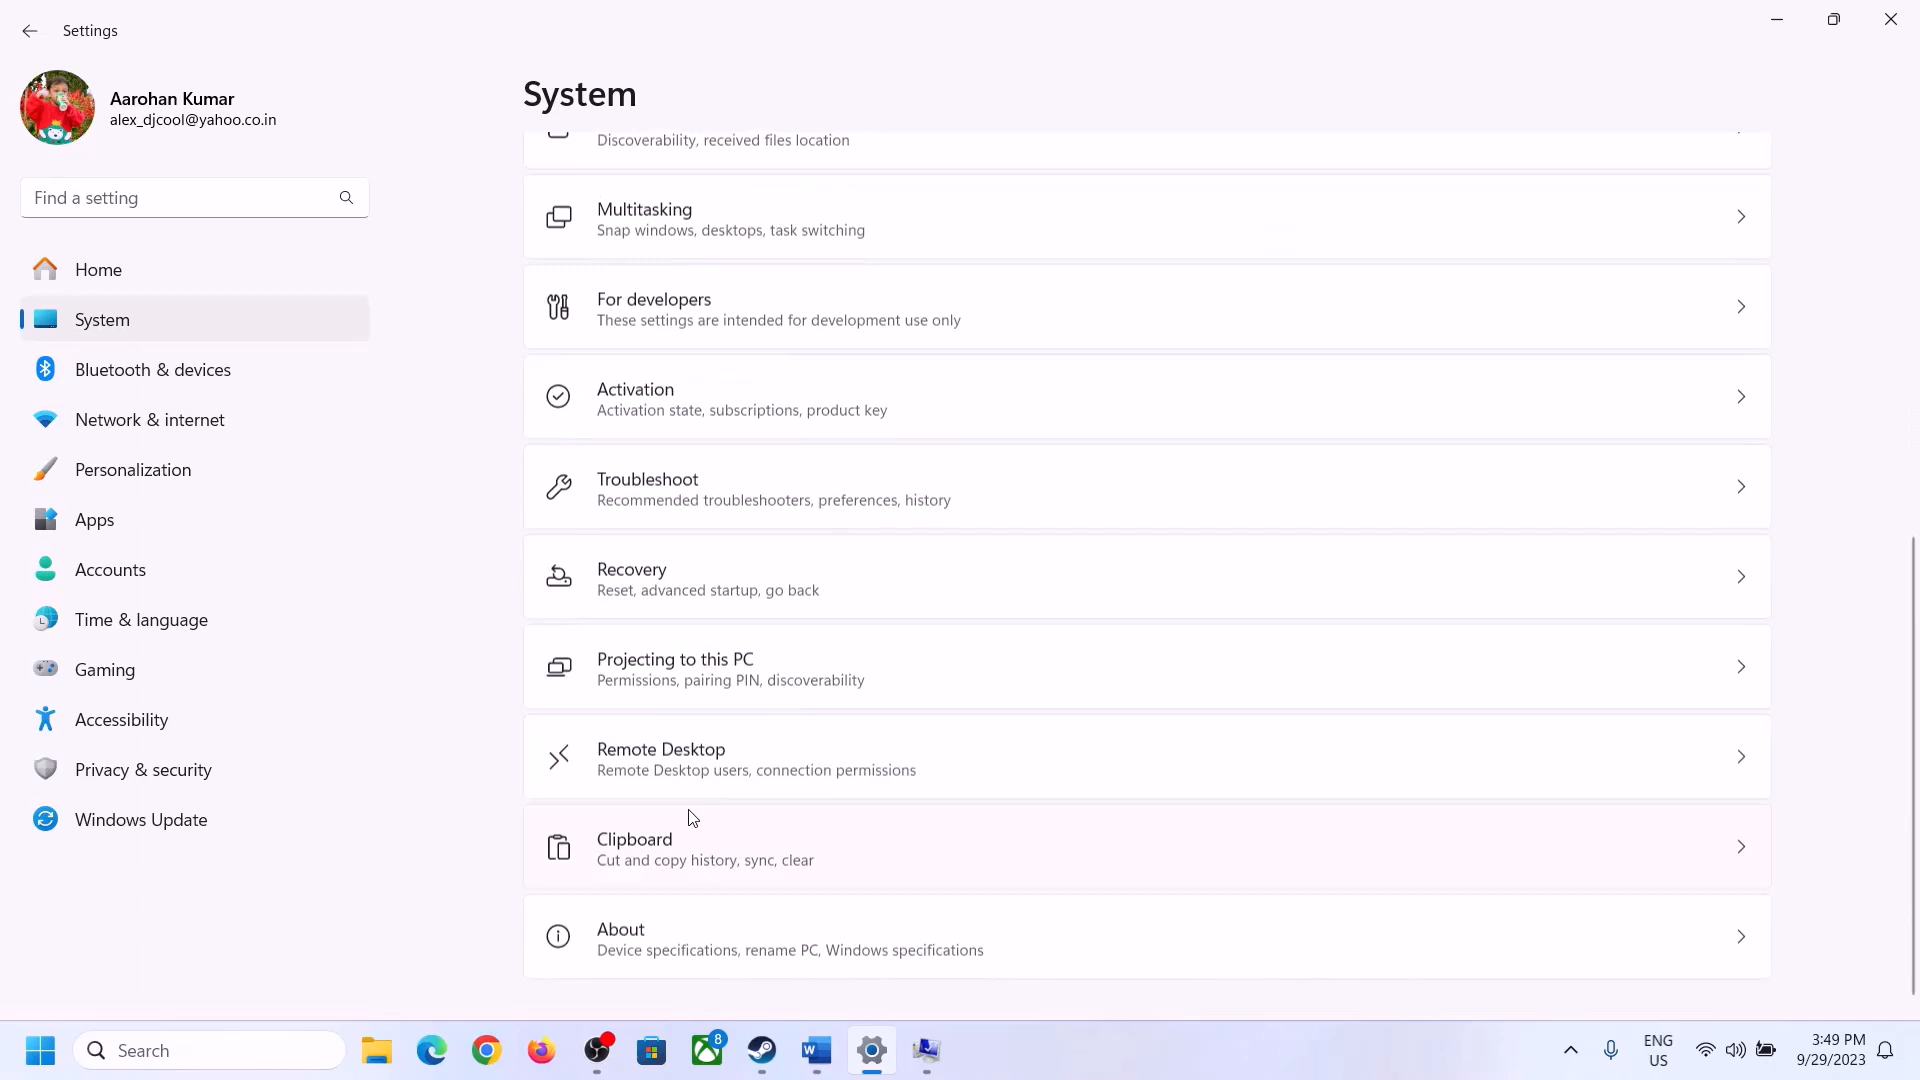 Settings
Aarohan Kumar
alex_djcool@yahoo.co.in
Find a setting
Home
System
Bluetooth & devices
Network & internet
Personalization
Apps
Accounts
Time & language
Gaming
Accessibility
Privacy & security
Windows Update
System
Discoverability, received files location
Multitasking
Snap windows, desktops, task switching
For developers
These settings are intended for development use only
Activation
Activation state, subscriptions, product key
Troubleshoot
Recommended troubleshooters, preferences, history
Recovery
Reset, advanced startup, go back
Projecting to this PC
Permissions, pairing PIN, discoverability
Remote Desktop
Remote Desktop users, connection permissions
Clipboard
Cut and copy history, sync, clear
About
Device specifications, rename PC, Windows specifications
Search
8
ENG
US
3:49 PM
9/29/2023